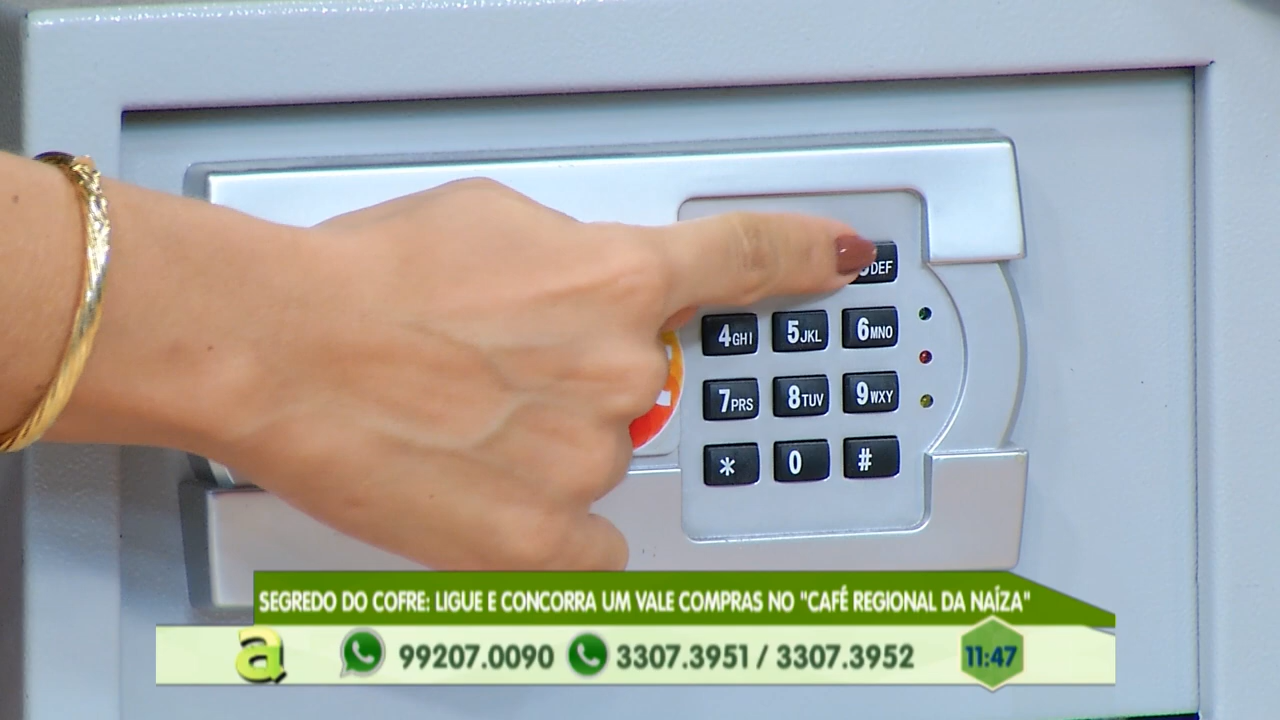 DEF
4GHI 5JKL 6MNO
7PRS 8TUV 9WXY
* 0 #
SEGREDO DO COFRE: LIGUE E CONCORRA UM VALE COMPRAS NO "CAFÉ REGIONAL DA NAÍZA"
a 99207.0090 3307.3951 / 3307.3952 11:47